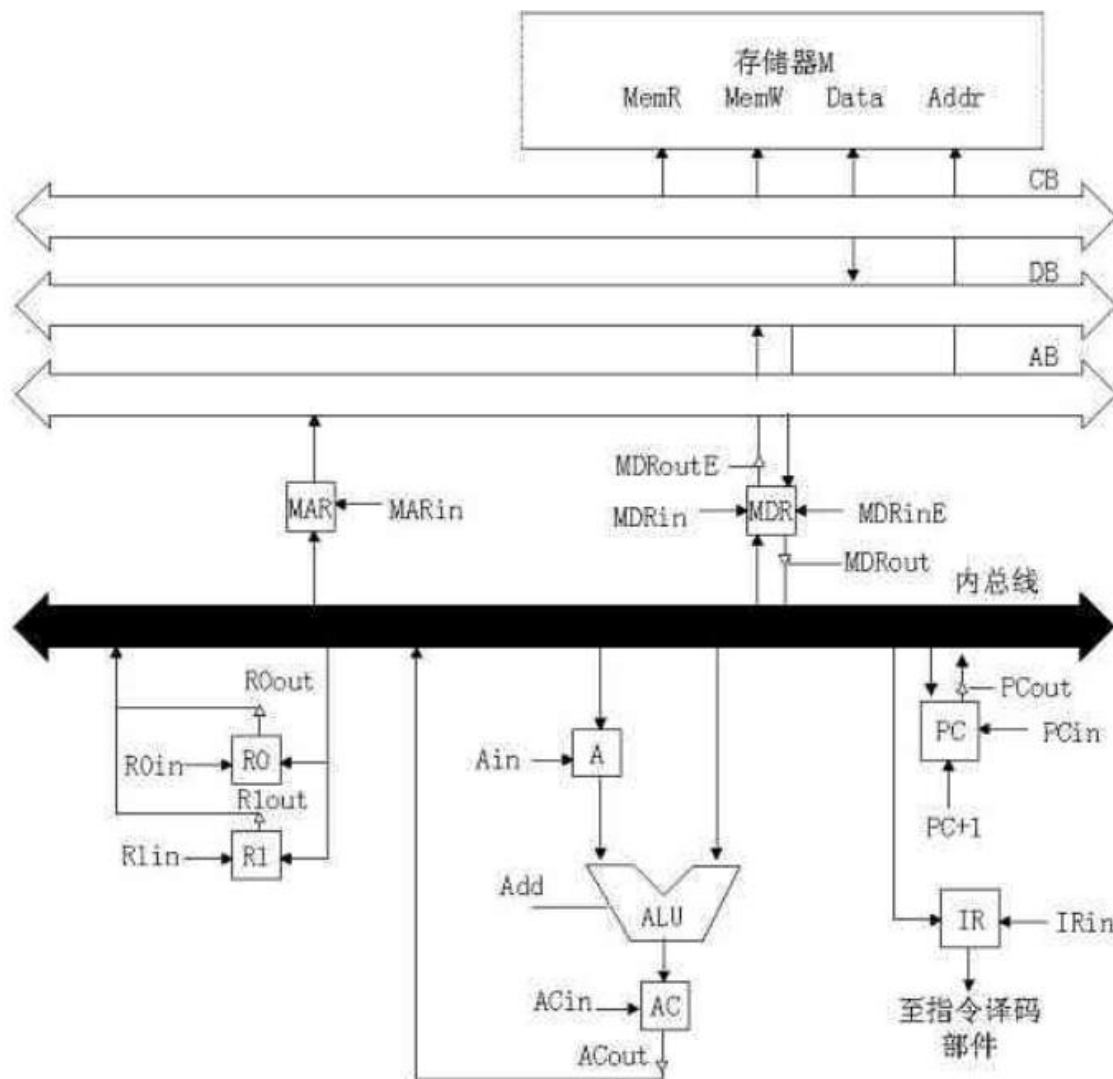 存储器M
MemR MemW Data Addr
CB
DB
AB
MDRoutE
MAR
MARin
MDRin
MDR
MDRinE
MDRout
内总线
R0out
PCout
R0in
R0
Ain
A
PC
PCin
R1out
PC+1
R1in
R1
Add
ALU
IR
IRin
ACin
AC
至指令译码
部件
ACout